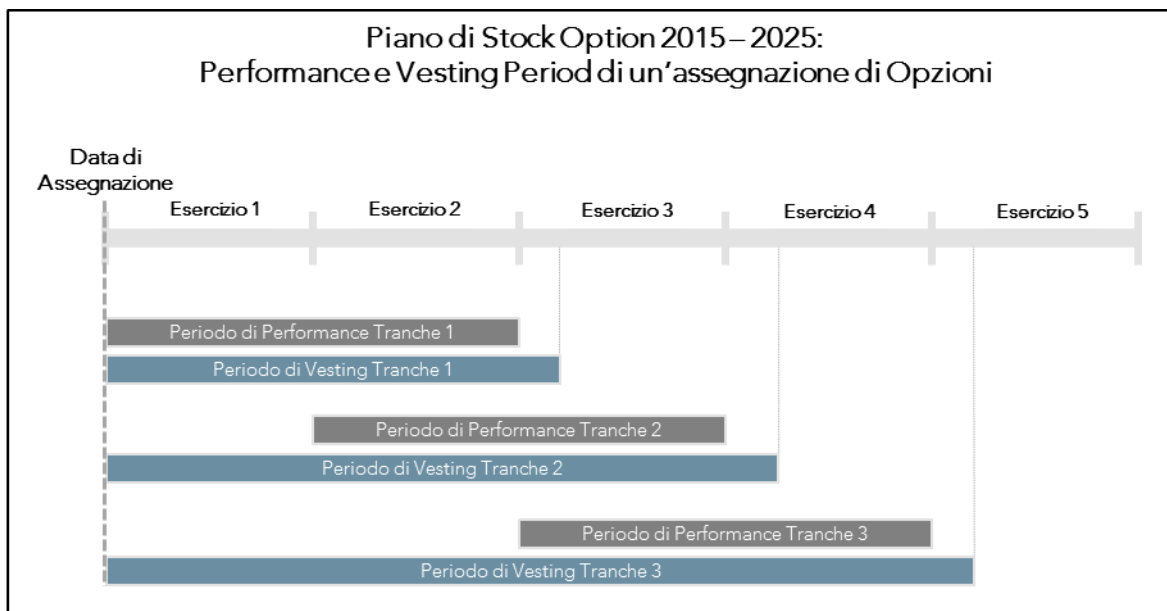 Piano di Stock Option 2015 – 2025:
Performance e Vesting Period di un'assegnazione di Opzioni
Data di
Assegnazione
Esercizio 1
Esercizio 2
Esercizio 3
Esercizio 4
Esercizio 5
Periodo di Performance Tranche 1
Periodo di Vesting Tranche 1
Periodo di Performance Tranche 2
Periodo di Vesting Tranche 2
Periodo di Performance Tranche 3
Periodo di Vesting Tranche 3